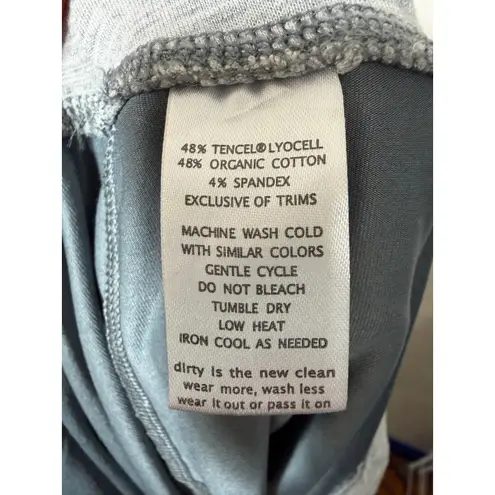 48% TENCEL®LYOCELL
48% ORGANIC COTTON
4% SPANDEX
EXCLUSIVE OF TRIMS
MACHINE WASH COLD
WITH SIMILAR COLORS
GENTLE CYCLE
DO NOT BLEACH
TUMBLE DRY
LOW HEAT
IRON COOL AS NEEDED
dirty is the new clean
wear more, wash less
wear it out or pass it on